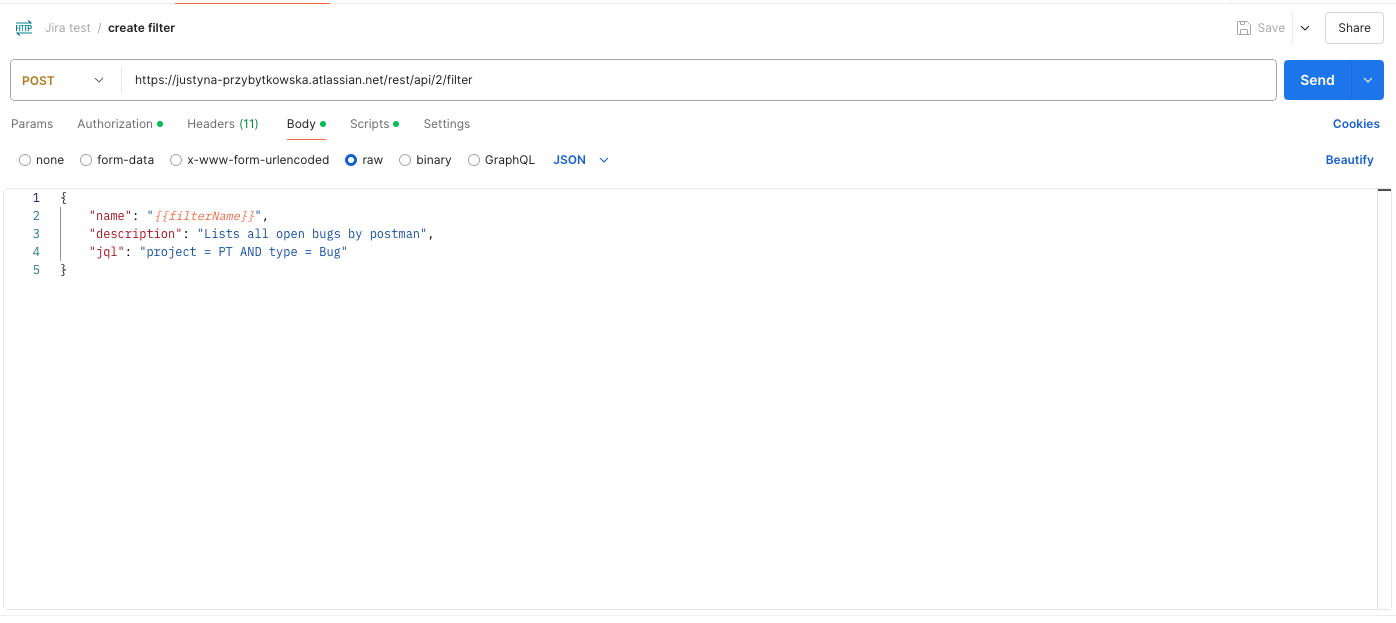 HTTP Jira test / create filter Save Share
POST https://justyna-przybytkowska.atlassian.net/rest/api/2/filter Send
Params Authorization Headers (11) Body Scripts Settings Cookies
none form-data x-www-form-urlencoded raw binary GraphQL JSON Beautify
1 {
2 "name": "{{filterName}}",
3 "description": "Lists all open bugs by postman",
4 "jql": "project = PT AND type = Bug"
5 }